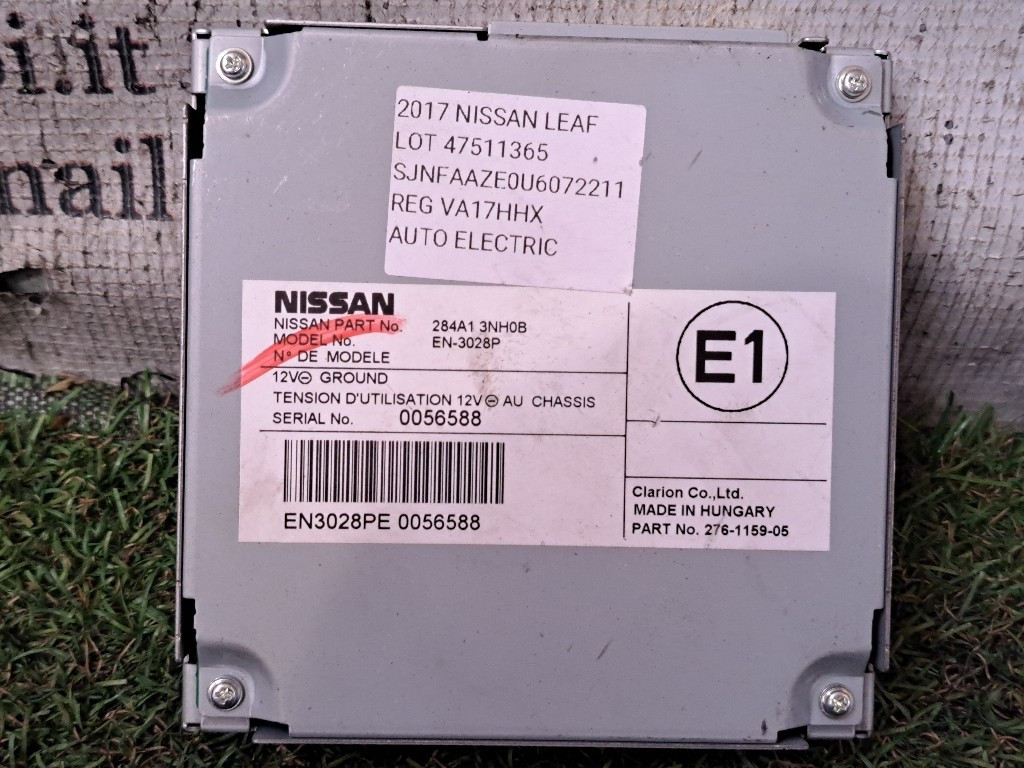 i.it
nail
2017 NISSAN LEAF
LOT 47511365
SJNFAAZE0U6072211
REG VA17HHX
AUTO ELECTRIC
NISSAN
NISSAN PART No. 284A1 3NH0B
MODEL No. EN-3028P
N° DE MODELE
12V⊖ GROUND
TENSION D'UTILISATION 12V⊖ AU CHASSIS
SERIAL No. 0056588
EN3028PE 0056588
E1
Clarion Co.,Ltd.
MADE IN HUNGARY
PART No. 276-1159-05